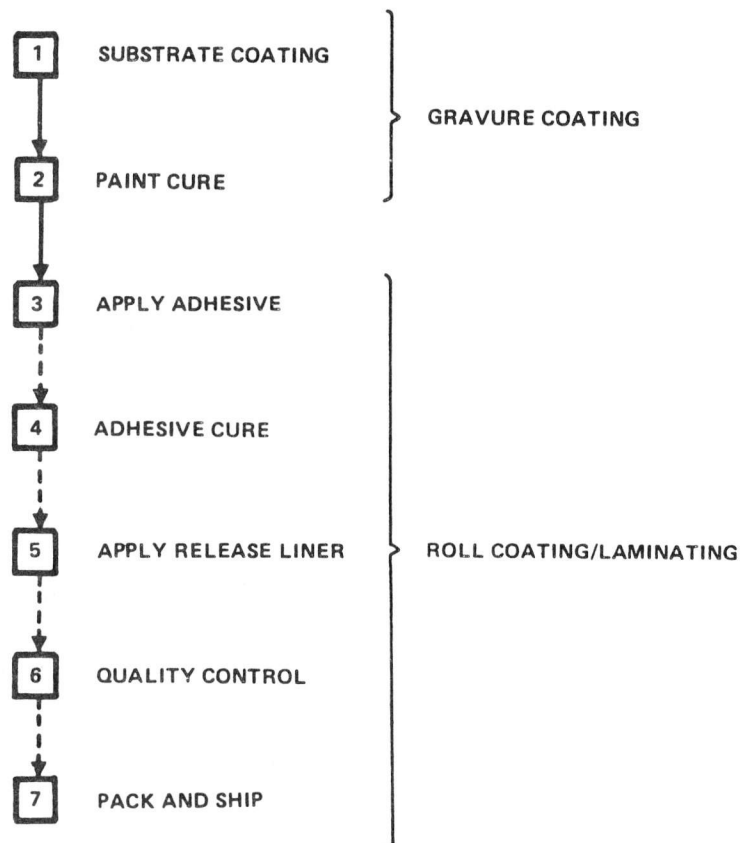 1 SUBSTRATE COATING
GRAVURE COATING
2 PAINT CURE
3 APPLY ADHESIVE
4 ADHESIVE CURE
5 APPLY RELEASE LINER
ROLL COATING/LAMINATING
6 QUALITY CONTROL
7 PACK AND SHIP